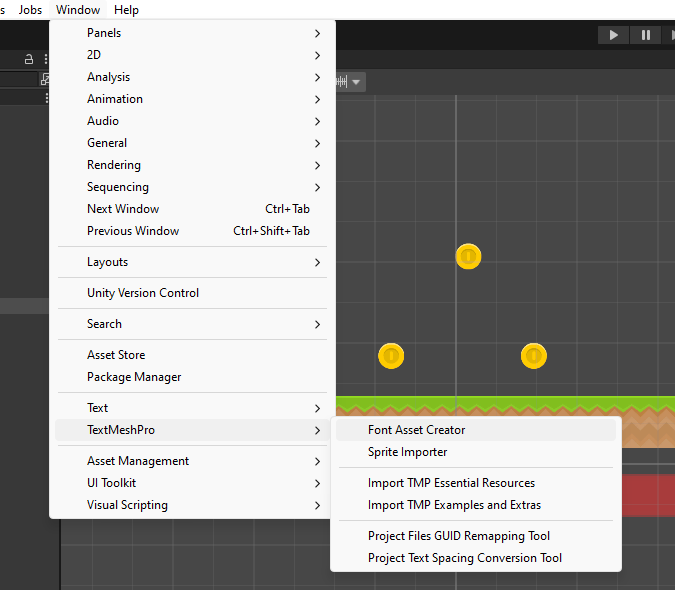 s Jobs Window Help
Panels
2D
Analysis
Animation
Audio
General
Rendering
Sequencing
Next Window Ctrl+Tab
Previous Window Ctrl+Shift+Tab
Layouts
Unity Version Control
Search
Asset Store
Package Manager
Text
TextMeshPro
Asset Management
UI Toolkit
Visual Scripting
Font Asset Creator
Sprite Importer
Import TMP Essential Resources
Import TMP Examples and Extras
Project Files GUID Remapping Tool
Project Text Spacing Conversion Tool